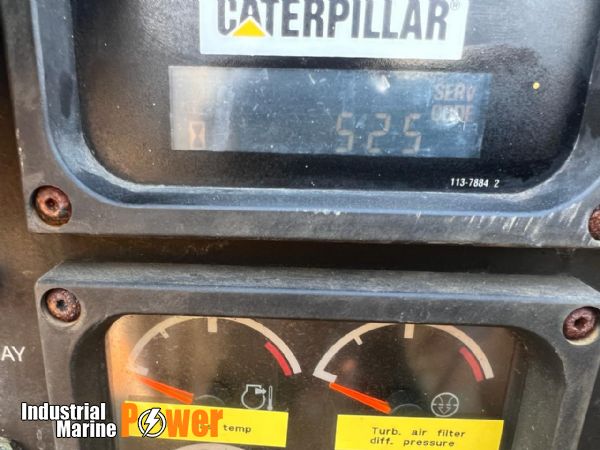 CATERPILLAR®
SERV
CODE
525
113-7884 2
AY
temp
Turb. air filter
diff. pressure
Industrial
Marine Power